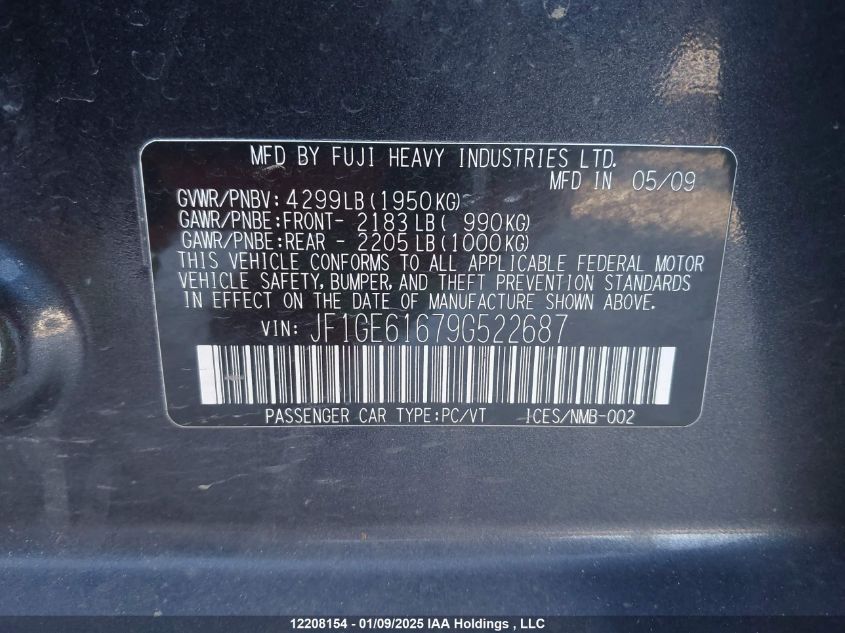 MFD BY FUJI HEAVY INDUSTRIES LTD.
MFD IN 05/09
GVWR/PNBV: 4299LB (1950KG)
GAWR/PNBE: FRONT- 2183 LB ( 990KG)
GAWR/PNBE: REAR - 2205 LB (1000KG)
THIS VEHICLE CONFORMS TO ALL APPLICABLE FEDERAL MOTOR
VEHICLE SAFETY, BUMPER, AND THEFT PREVENTION STANDARDS
IN EFFECT ON THE DATE OF MANUFACTURE SHOWN ABOVE.
VIN: JF1GE61679G522687
PASSENGER CAR TYPE:PC/VT ICES/NMB-002
12208154 - 01/09/2025 IAA Holdings , LLC